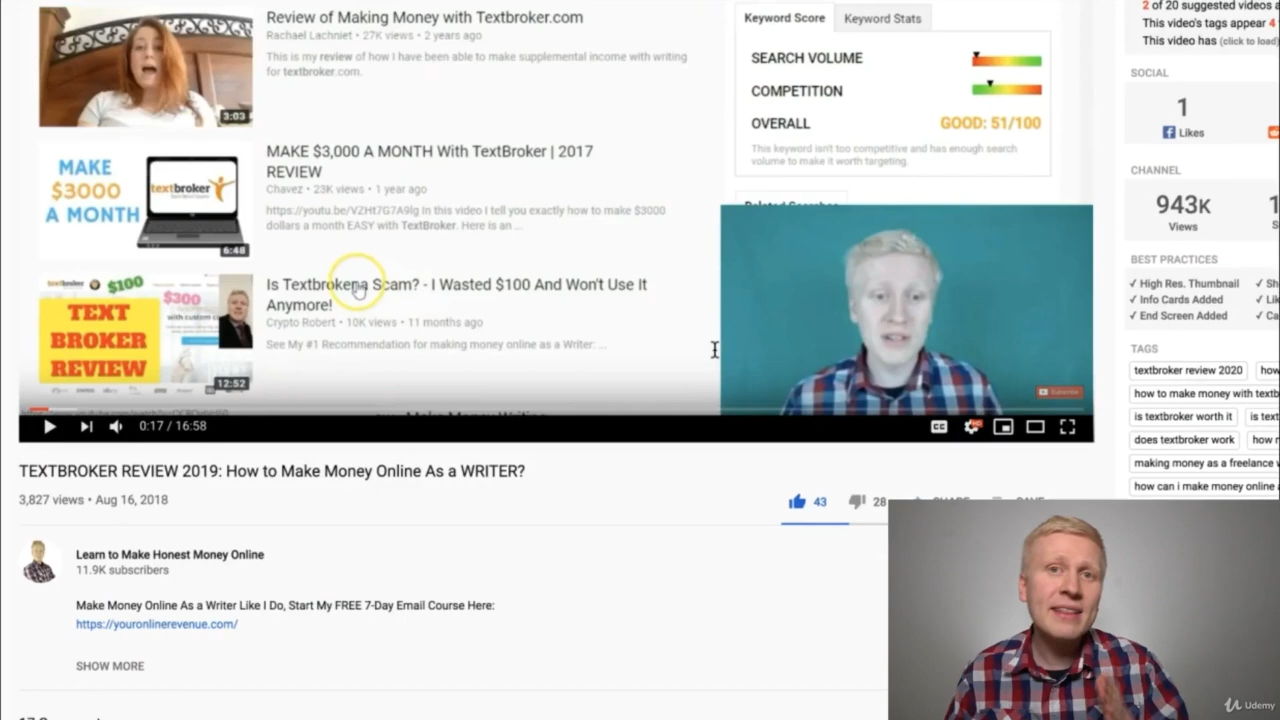 Review of Making Money with Textbroker.com
Rachael Lachniet • 27K views • 2 years ago
This is my review of how I have been able to make supplemental income with writing
for textbroker.com.
3:03
MAKE
$3000
A MONTH
textbroker
6:48
MAKE $3,000 A MONTH With TextBroker | 2017
REVIEW
Chavez • 23K views • 1 year ago
https://youtu.be/VZHt7G7A9lg In this video I tell you exactly how to make $3000
dollars a month EASY with TextBroker. Here is an ...
textbroker
$100
$300
TEXT
BROKER
REVIEW
12:52
Is Textbroker a Scam? - I Wasted $100 And Won't Use It
Anymore!
Crypto Robert • 10K views • 11 months ago
See My #1 Recommendation for making money online as a Writer: ...
Make Money Writing
Keyword Score
Keyword Stats
SEARCH VOLUME
COMPETITION
OVERALL
GOOD: 51/100
This keyword isn't too competitive and has enough search
volume to make it worth targeting.
Related Searches
Subscribe
0:17 / 16:58
CC
HD
TEXTBROKER REVIEW 2019: How to Make Money Online As a WRITER?
3,827 views • Aug 16, 2018
43
28
SHARE
SAVE
Learn to Make Honest Money Online
11.9K subscribers
Make Money Online As a Writer Like I Do, Start My FREE 7-Day Email Course Here:
https://youronlinerevenue.com/
SHOW MORE
2 of 20 suggested videos
This video's tags appear 4
This video has (click to load)
SOCIAL
1
Likes
CHANNEL
943K
Views
BEST PRACTICES
✓ High Res. Thumbnail
✓ Info Cards Added
✓ End Screen Added
TAGS
textbroker review 2020
how to make money with textb
is textbroker worth it
does textbroker work
making money as a freelance
how can i make money online
Udemy